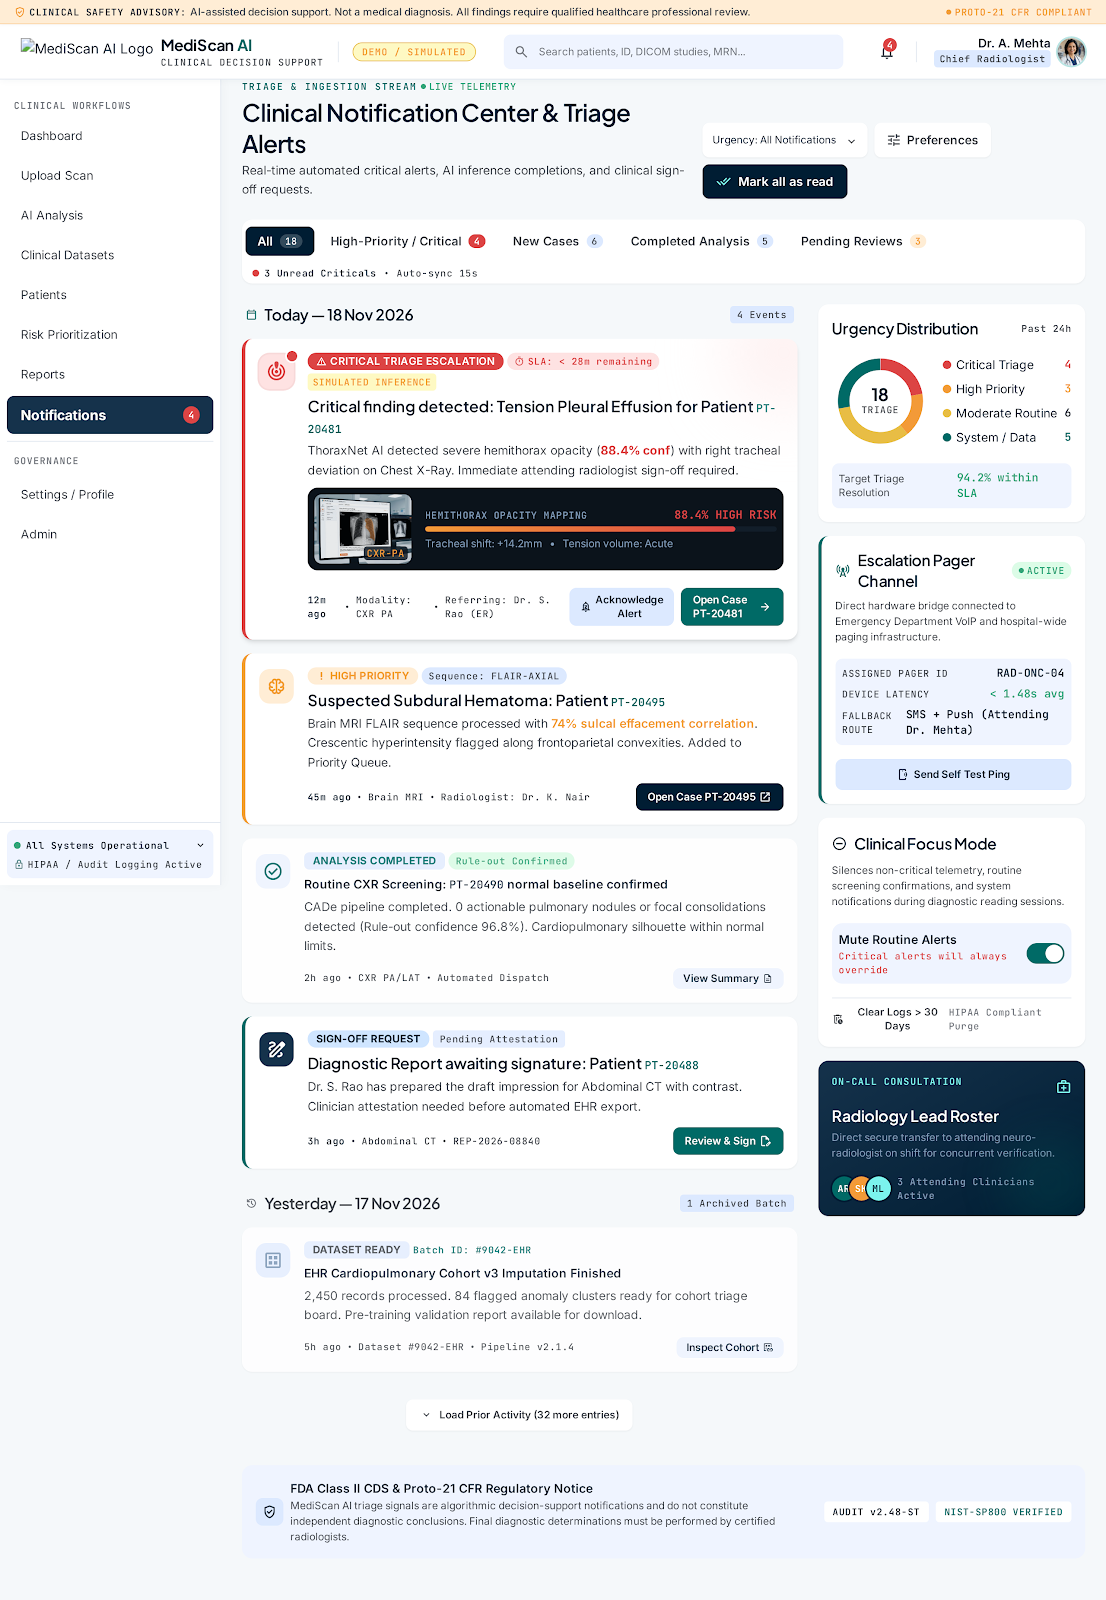 CLINICAL SAFETY ADVISORY: AI-assisted decision support. Not a medical diagnosis. All findings require qualified healthcare professional review.
PROTO-21 CFR COMPLIANT
MediScan AI Logo
MediScan AI
CLINICAL DECISION SUPPORT
DEMO / SIMULATED
Search patients, ID, DICOM studies, MRN...
4
Dr. A. Mehta
Chief Radiologist
CLINICAL WORKFLOWS
Dashboard
Upload Scan
AI Analysis
Clinical Datasets
Patients
Risk Prioritization
Reports
Notifications
4
GOVERNANCE
Settings / Profile
Admin
All Systems Operational
HIPAA / Audit Logging Active
TRIAGE & INGESTION STREAM
LIVE TELEMETRY
Clinical Notification Center & Triage
Alerts
Real-time automated critical alerts, AI inference completions, and clinical sign-
off requests.
Urgency: All Notifications
Preferences
Mark all as read
All 18
High-Priority / Critical 4
New Cases 6
Completed Analysis 5
Pending Reviews 3
3 Unread Criticals • Auto-sync 15s
Today — 18 Nov 2026
4 Events
CRITICAL TRIAGE ESCALATION
SLA: < 28m remaining
SIMULATED INFERENCE
Critical finding detected: Tension Pleural Effusion for Patient PT-
20481
ThoraxNet AI detected severe hemithorax opacity (88.4% conf) with right tracheal
deviation on Chest X-Ray. Immediate attending radiologist sign-off required.
CXR-PA
HEMITHORAX OPACITY MAPPING
88.4% HIGH RISK
Tracheal shift: +14.2mm • Tension volume: Acute
12m
ago
• Modality:
CXR PA
• Referring: Dr. S.
Rao (ER)
Acknowledge
Alert
Open Case
PT-20481
HIGH PRIORITY
Sequence: FLAIR-AXIAL
Suspected Subdural Hematoma: Patient PT-20495
Brain MRI FLAIR sequence processed with 74% sulcal effacement correlation.
Crescentic hyperintensity flagged along frontoparietal convexities. Added to
Priority Queue.
45m ago • Brain MRI • Radiologist: Dr. K. Nair
Open Case PT-20495
ANALYSIS COMPLETED
Rule-out Confirmed
Routine CXR Screening: PT-20490 normal baseline confirmed
CADe pipeline completed. 0 actionable pulmonary nodules or focal consolidations
detected (Rule-out confidence 96.8%). Cardiopulmonary silhouette within normal
limits.
2h ago • CXR PA/LAT • Automated Dispatch
View Summary
SIGN-OFF REQUEST
Pending Attestation
Diagnostic Report awaiting signature: Patient PT-20488
Dr. S. Rao has prepared the draft impression for Abdominal CT with contrast.
Clinician attestation needed before automated EHR export.
3h ago • Abdominal CT • REP-2026-08840
Review & Sign
Yesterday — 17 Nov 2026
1 Archived Batch
DATASET READY
Batch ID: #9042-EHR
EHR Cardiopulmonary Cohort v3 Imputation Finished
2,450 records processed. 84 flagged anomaly clusters ready for cohort triage
board. Pre-training validation report available for download.
5h ago • Dataset #9042-EHR • Pipeline v2.1.4
Inspect Cohort
Load Prior Activity (32 more entries)
Urgency Distribution
Past 24h
18
TRIAGE
Critical Triage 4
High Priority 3
Moderate Routine 6
System / Data 5
Target Triage
Resolution
94.2% within
SLA
Escalation Pager
Channel
ACTIVE
Direct hardware bridge connected to
Emergency Department VoIP and hospital-wide
paging infrastructure.
ASSIGNED PAGER ID RAD-ONC-04
DEVICE LATENCY < 1.48s avg
FALLBACK
ROUTE
SMS + Push (Attending
Dr. Mehta)
Send Self Test Ping
Clinical Focus Mode
Silences non-critical telemetry, routine
screening confirmations, and system
notifications during diagnostic reading sessions.
Mute Routine Alerts
Critical alerts will always
override
Clear Logs > 30
Days
HIPAA Compliant
Purge
ON-CALL CONSULTATION
Radiology Lead Roster
Direct secure transfer to attending neuro-
radiologist on shift for concurrent verification.
ML
3 Attending Clinicians
Active
FDA Class II CDS & Proto-21 CFR Regulatory Notice
MediScan AI triage signals are algorithmic decision-support notifications and do not constitute
independent diagnostic conclusions. Final diagnostic determinations must be performed by certified
radiologists.
AUDIT v2.48-ST
NIST-SP800 VERIFIED